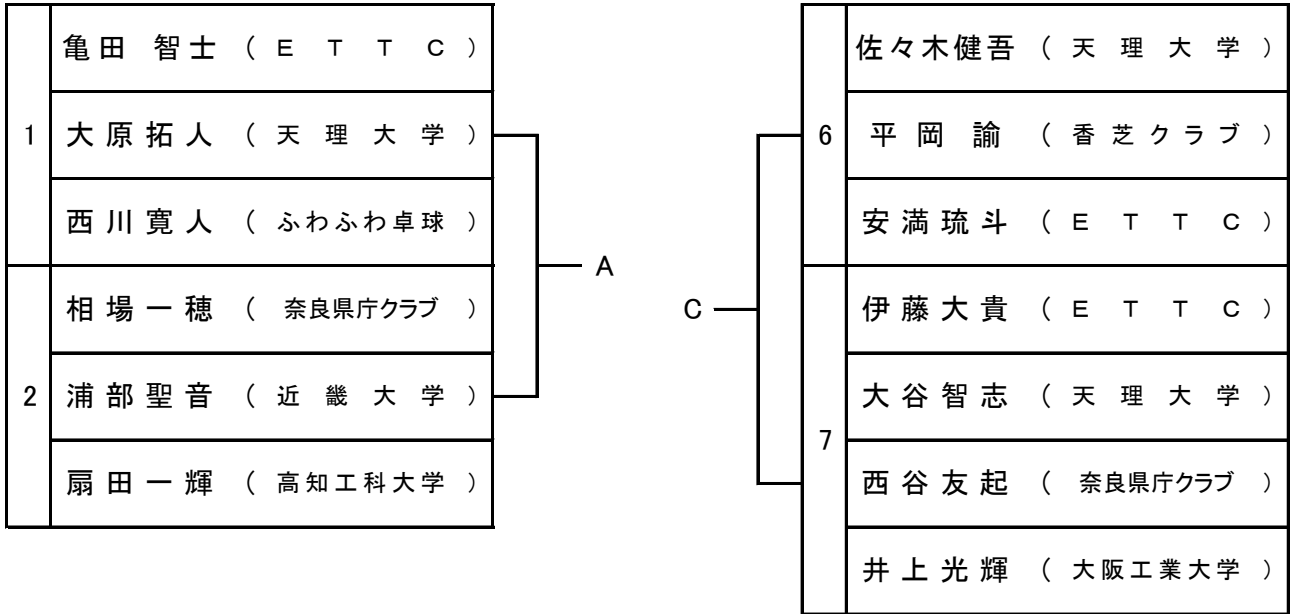 1
亀田 智士 ( E T T C )
大原拓人 ( 天理大学 )
西川寛人 ( ふわふわ卓球 )
2
相場一穂 ( 奈良県庁クラブ )
浦部聖音 ( 近畿大学 )
扇田一輝 ( 高知工科大学 )
A
C
6
佐々木健吾 ( 天理大学 )
平岡 諭 ( 香芝クラブ )
安満琉斗 ( E T T C )
7
伊藤大貴 ( E T T C )
大谷智志 ( 天理大学 )
西谷友起 ( 奈良県庁クラブ )
井上光輝 ( 大阪工業大学 )